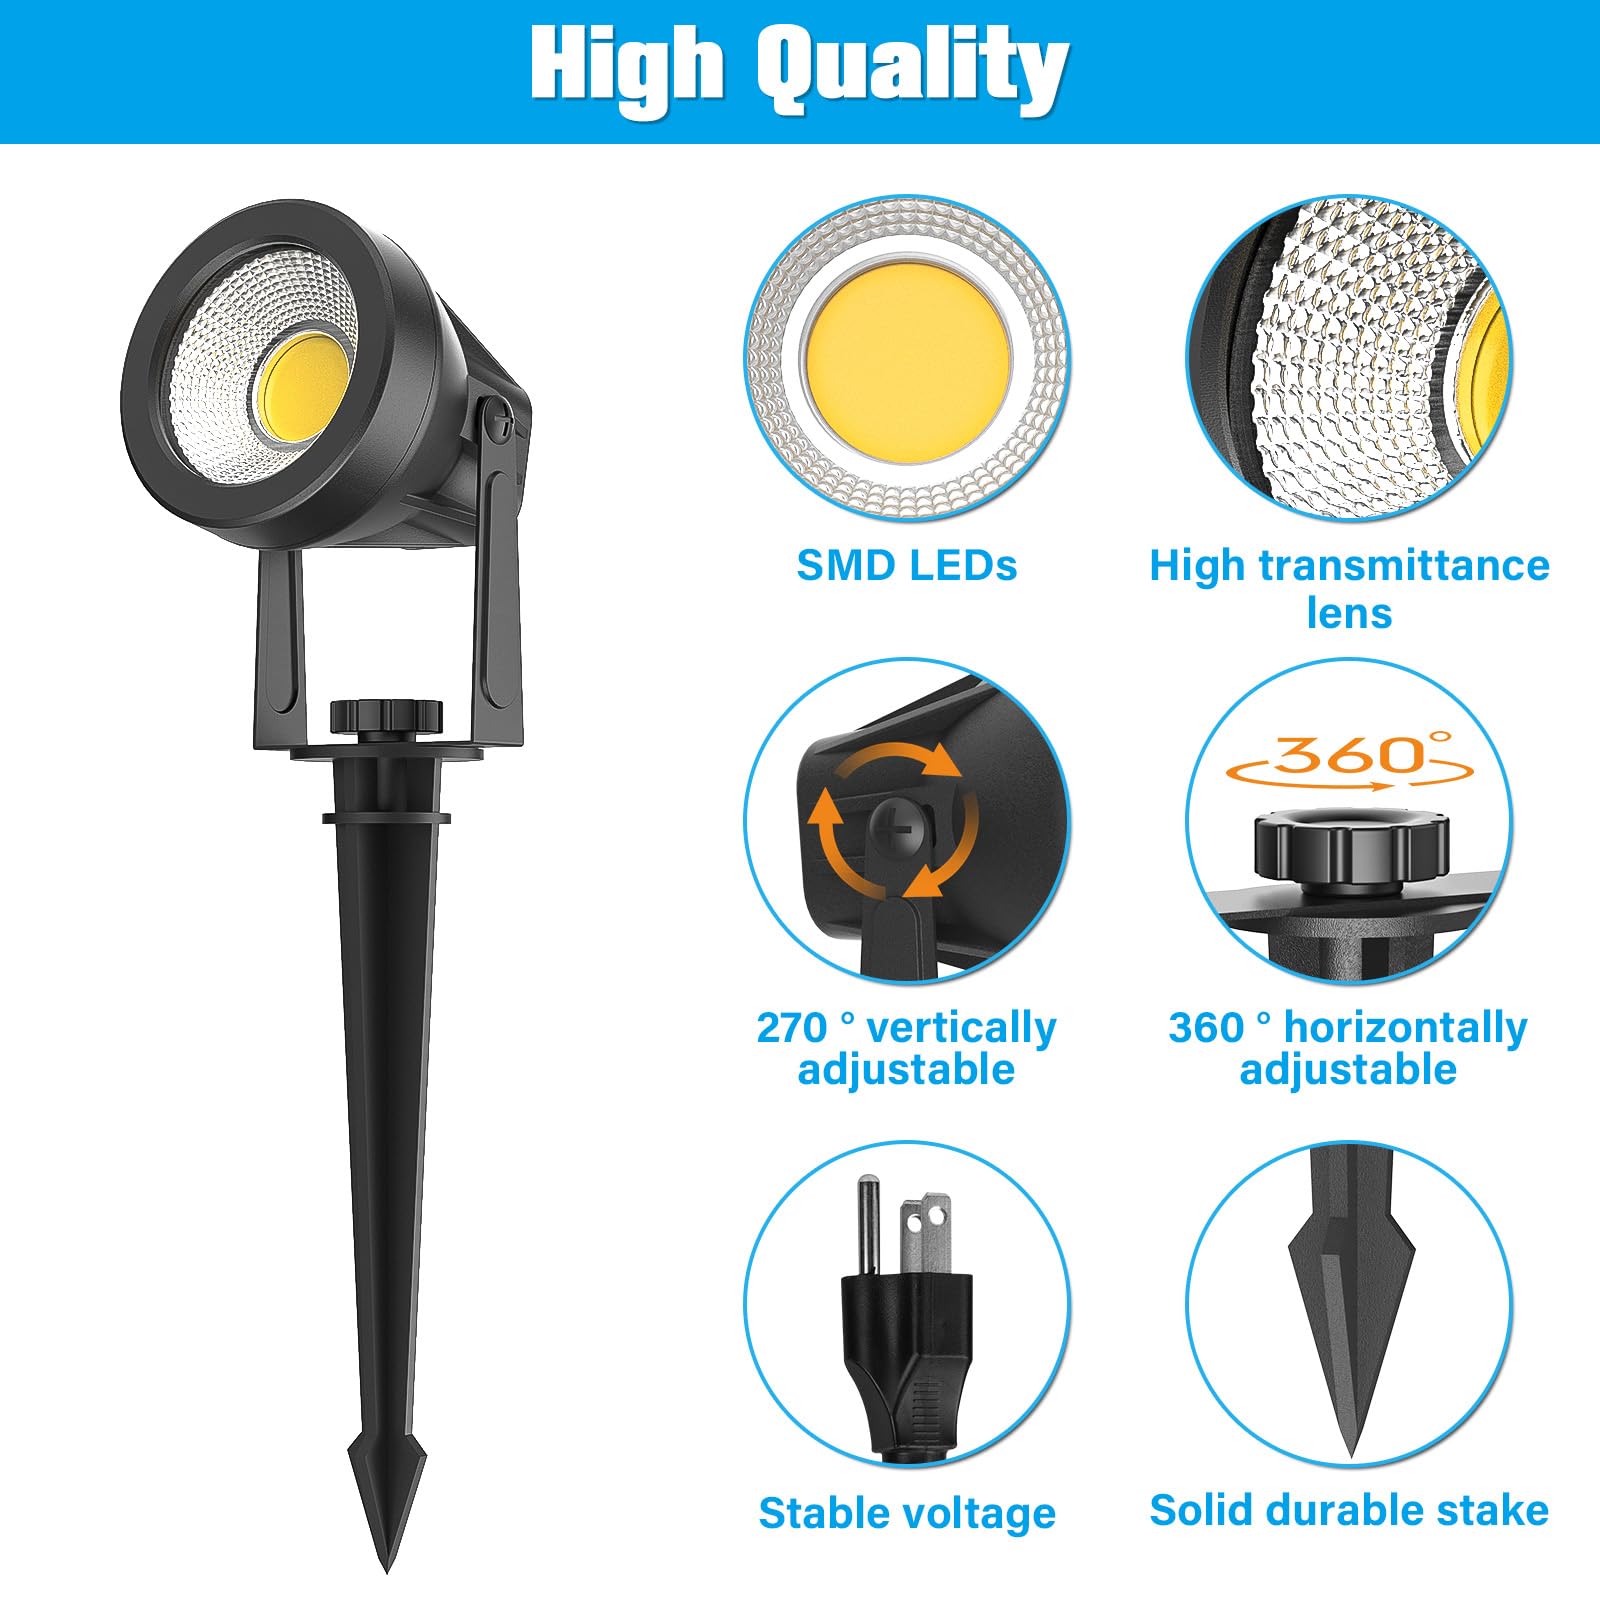 High Quality
SMD LEDs
High transmittance
lens
360°
270 ° vertically
adjustable
360 ° horizontally
adjustable
Stable voltage
Solid durable stake